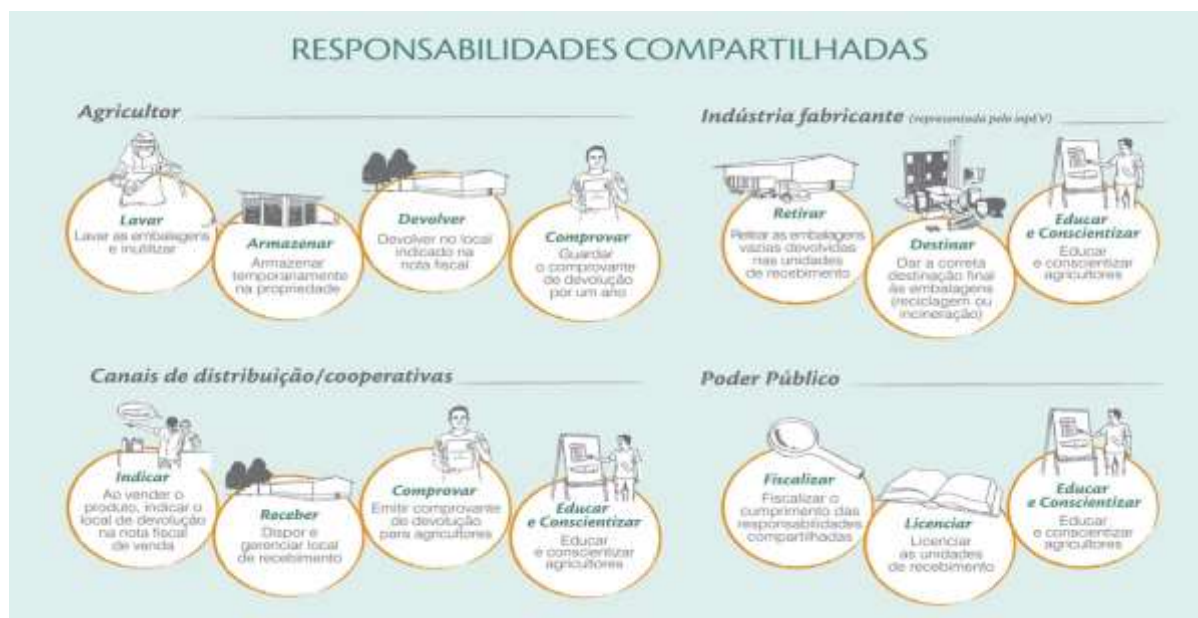 RESPONSABILIDADES COMPARTILHADAS
Agricultor
Lavar
Lavar as embalagens
e inutilizar
Armazenar
Armazenar
temporariamente
na propriedade
Devolver
Devolver no local
indicado na
nota fiscal
Comprovar
Guardar
o comprovante
de devolução
por um ano
Indústria fabricante (representada pelo inpEV)
Retirar
Retirar as embalagens
vazias devolvidas
nas unidades
de recebimento
Destinar
Dar a correta
destinação final
às embalagens
(reciclagem ou
incineração)
Educar
e Conscientizar
Educar
e conscientizar
agricultores
Canais de distribuição/cooperativas
Indicar
Ao vender o
produto, indicar o
local de devolução
na nota fiscal
de venda
Receber
Dispor e
gerenciar local
de recebimento
Comprovar
Emitir comprovante
de devolução
para agricultores
Educar
e Conscientizar
Educar
e conscientizar
agricultores
Poder Público
Fiscalizar
Fiscalizar o
cumprimento das
responsabilidades
compartilhadas
Licenciar
Licenciar
as unidades
de recebimento
Educar
e Conscientizar
Educar
e conscientizar
agricultores